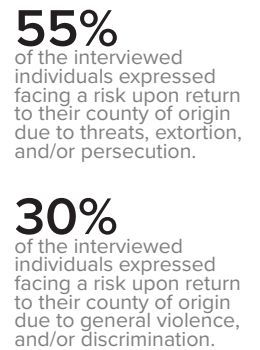 55%
of the interviewed
individuals expressed
facing a risk upon return
to their county of origin
due to threats, extortion,
and/or persecution.
30%
of the interviewed
individuals expressed
facing a risk upon return
to their county of origin
due to general violence,
and/or discrimination.